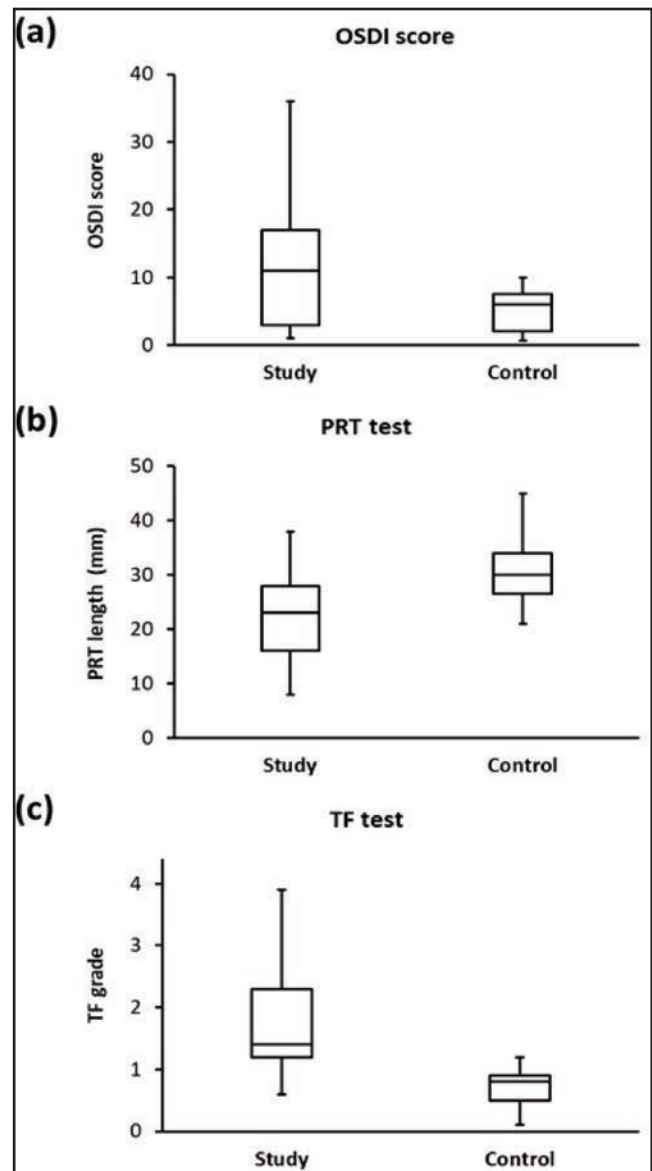 (a)
OSDI score
OSDI score
40
30
20
10
0
Study Control
(b)
PRT test
PRT length (mm)
50
40
30
20
10
0
Study Control
(c)
TF test
TF grade
4
3
2
1
0
Study Control